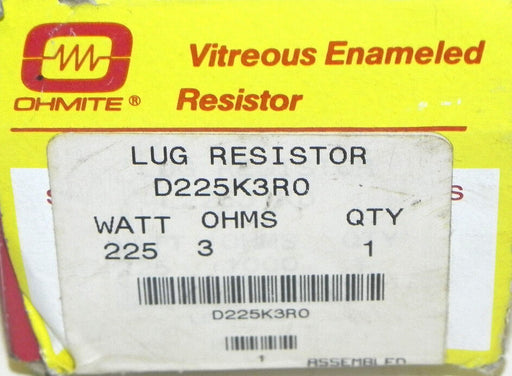 Vitreous Enameled
OHMITE® Resistor
LUG RESISTOR
D225K3R0
WATT OHMS QTY
225 3 1
D225K3R0
1
ASSEMBLED